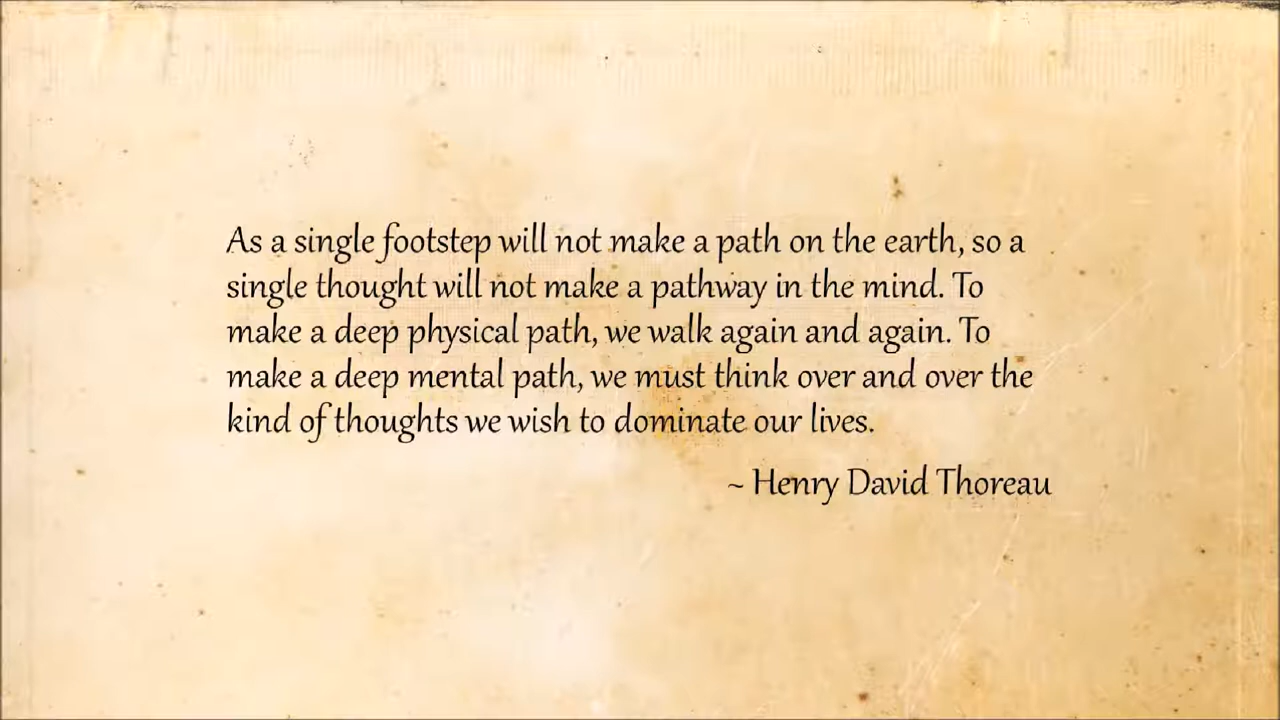 As a single footstep will not make a path on the earth, so a
single thought will not make a pathway in the mind. To
make a deep physical path, we walk again and again. To
make a deep mental path, we must think over and over the
kind of thoughts we wish to dominate our lives.
~ Henry David Thoreau